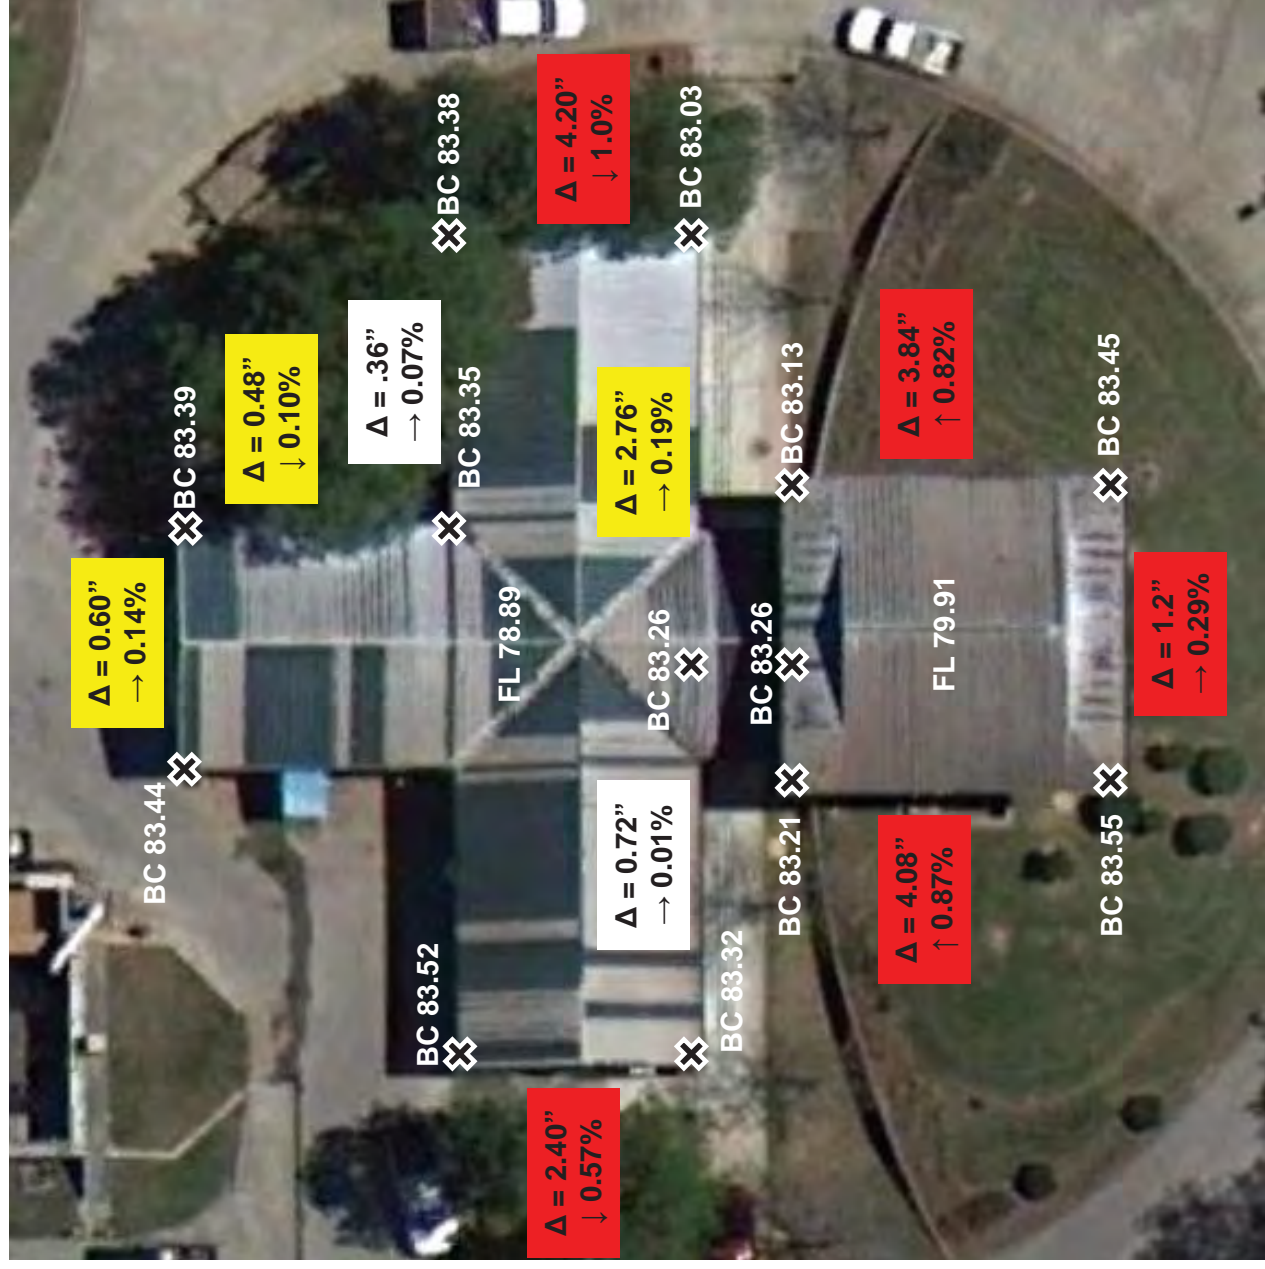 Δ = 0.60”
→ 0.14%
BC 83.44
BC 83.39
Δ = 0.48”
↓ 0.10%
Δ = .36”
→ 0.07%
BC 83.52
BC 83.38
BC 83.35
FL 78.89
Δ = 2.40”
↓ 0.57%
Δ = 4.20”
↓ 1.0%
Δ = 0.72”
→ 0.01%
Δ = 2.76”
→ 0.19%
BC 83.26
BC 83.03
BC 83.32
BC 83.26
BC 83.21
BC 83.13
Δ = 4.08”
↑ 0.87%
Δ = 3.84”
↑ 0.82%
FL 79.91
BC 83.55
BC 83.45
Δ = 1.2”
→ 0.29%